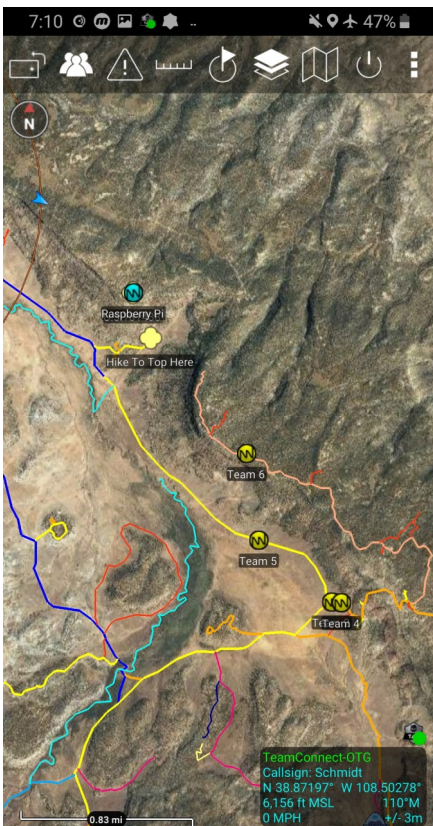 7:10
47%
N
Raspberry Pi
Hike To Top Here
Team 6
Team 5
Team 4
TeamConnect-OTG
Callsign: Schmidt
N 38.87197° W 108.50278°
6,156 ft MSL 110°M
0 MPH +/- 3m
0.83 mi